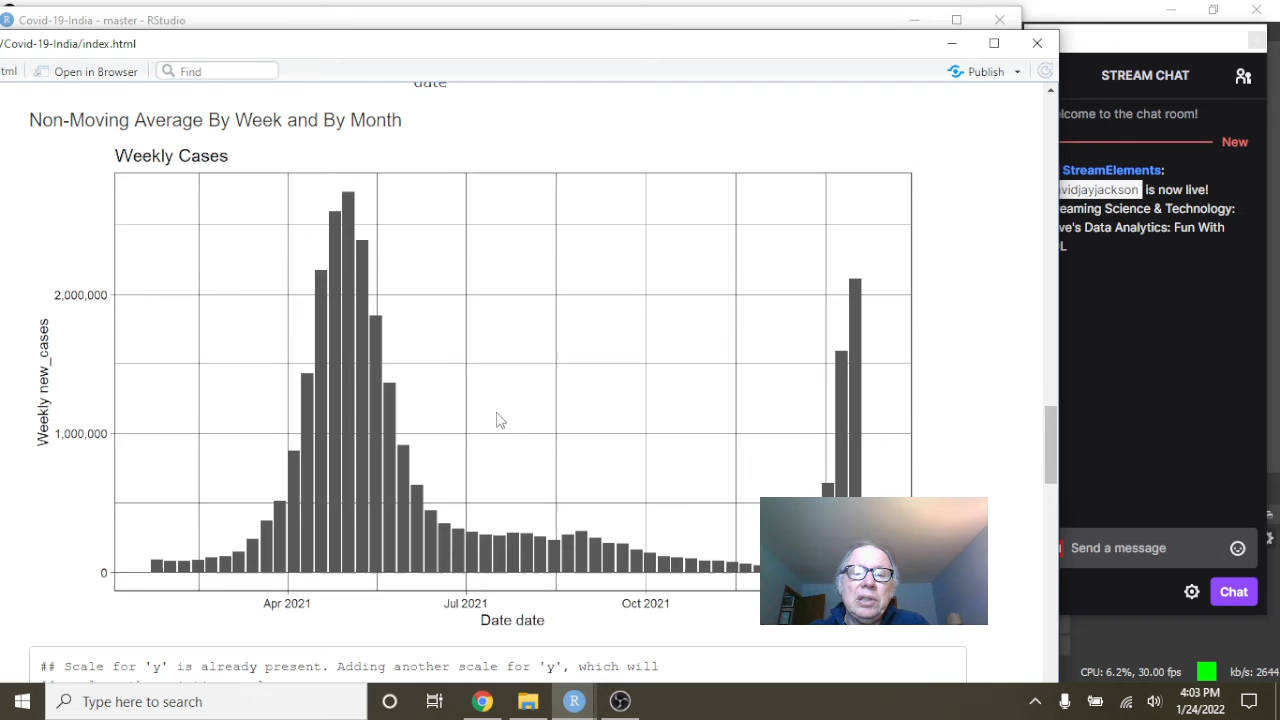 Covid-19-India - master - RStudio
/Covid-19-India/index.html
tml
Open in Browser
Find
Publish
date
Non-Moving Average By Week and By Month
Weekly Cases
Weekly new_cases
2,000,000
1,000,000
0
Apr 2021
Jul 2021
Oct 2021
Date date
## Scale for 'y' is already present. Adding another scale for 'y', which will
STREAM CHAT
elcome to the chat room!
New
StreamElements:
vidjayjackson is now live!
eaming Science & Technology:
ve's Data Analytics: Fun With
L
Send a message
Chat
CPU: 6.2%, 30.00 fps
kb/s: 2644
Type here to search
4:03 PM
1/24/2022